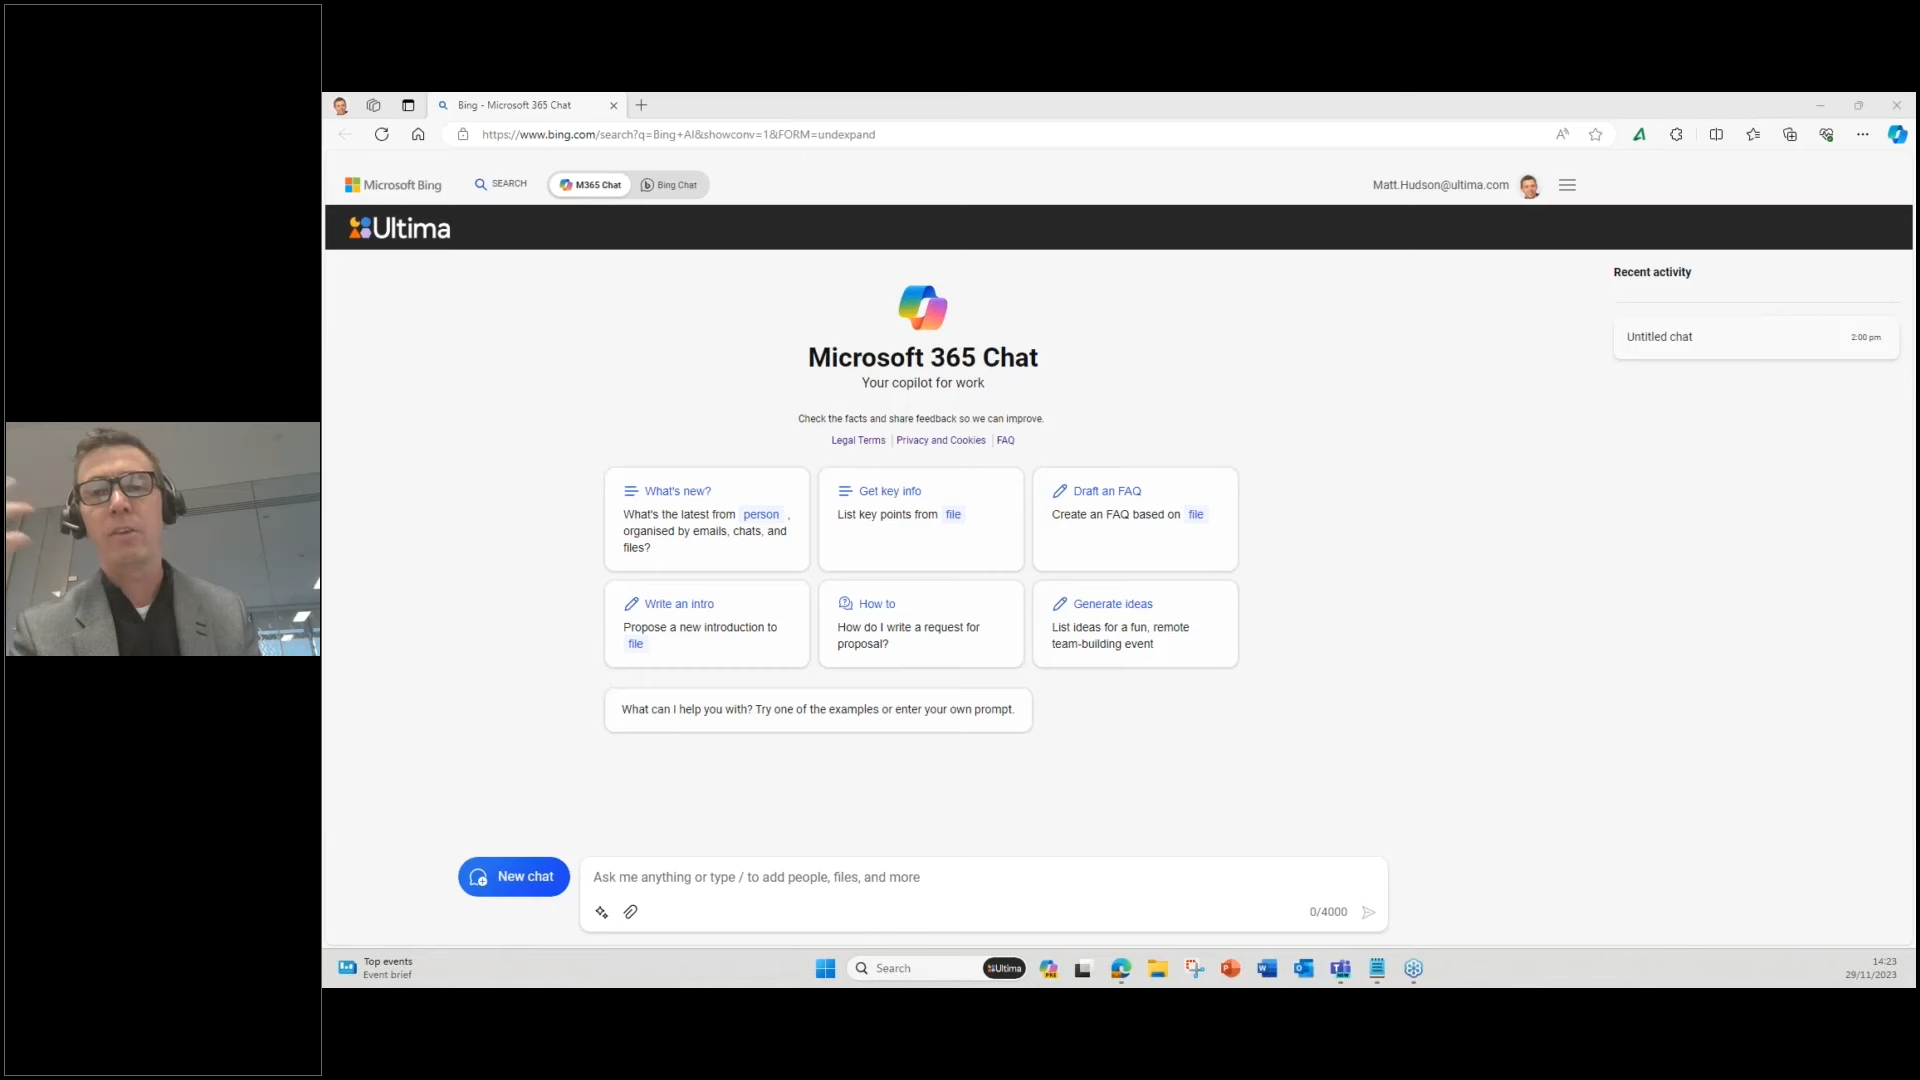 Bing - Microsoft 365 Chat
https://www.bing.com/search?q=Bing+AI&showconv=1&FORM=undexpand
Microsoft Bing
SEARCH
M365 Chat
Bing Chat
Matt.Hudson@ultima.com
Ultima
Recent activity
Untitled chat 2:00 pm
Microsoft 365 Chat
Your copilot for work
Check the facts and share feedback so we can improve.
Legal Terms | Privacy and Cookies | FAQ
What's new?
What's the latest from person ,
organised by emails, chats, and
files?
Get key info
List key points from file
Draft an FAQ
Create an FAQ based on file
Write an intro
Propose a new introduction to
file
How to
How do I write a request for
proposal?
Generate ideas
List ideas for a fun, remote
team-building event
What can I help you with? Try one of the examples or enter your own prompt.
New chat
Ask me anything or type / to add people, files, and more
0/4000
Top events
Event brief
Search
Ultima
14:23
29/11/2023